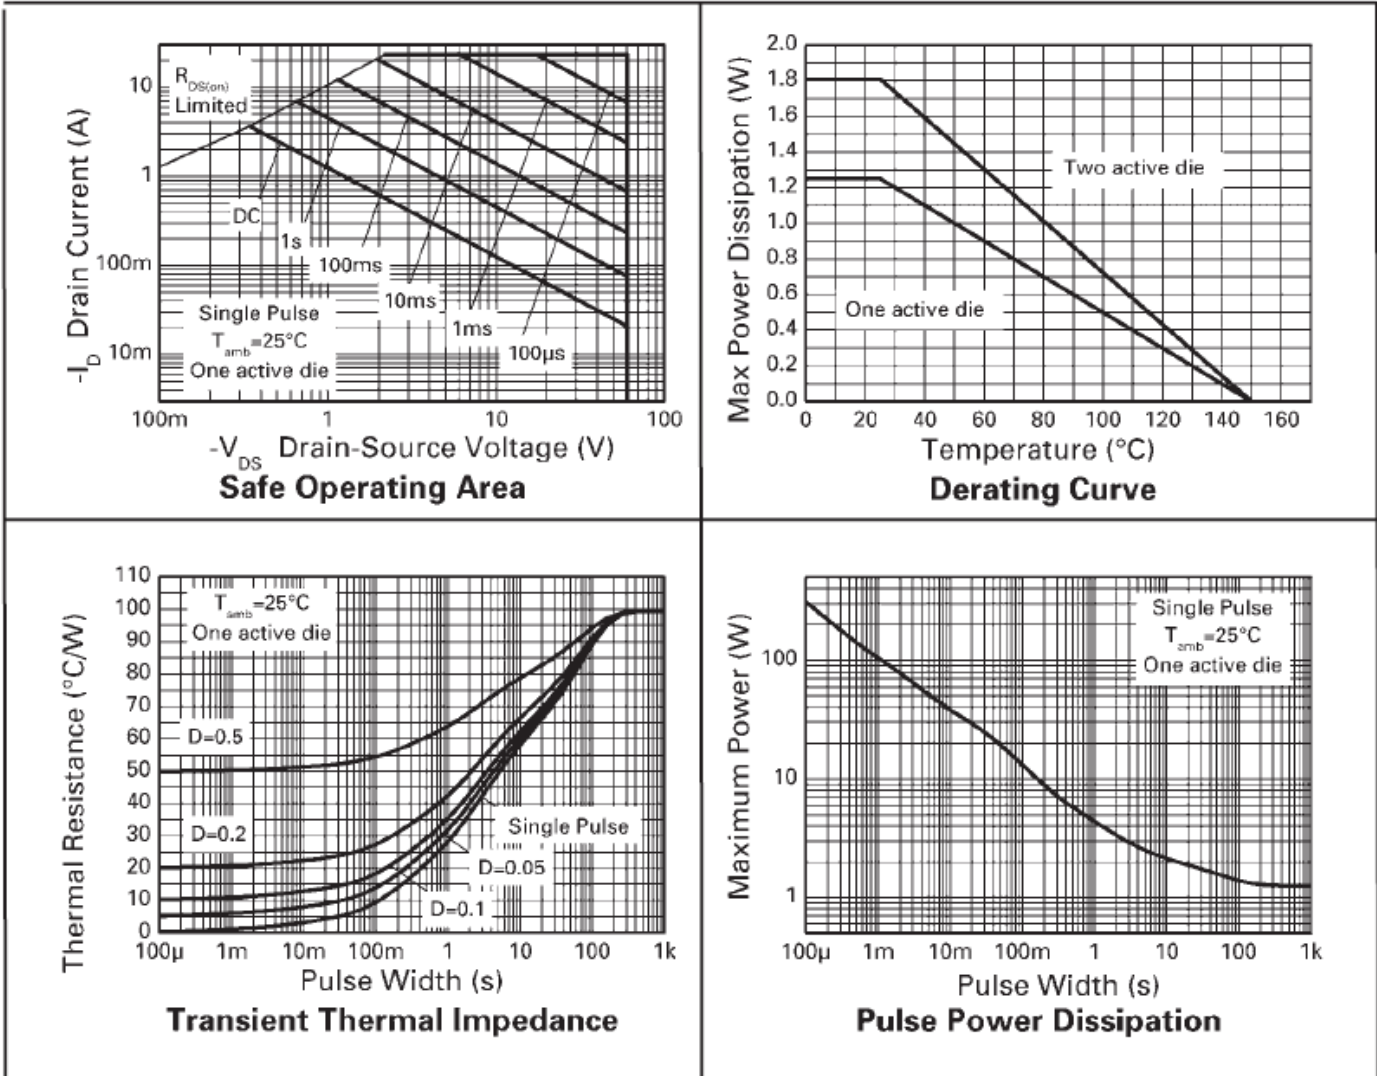 R DS(on)
Limited
10
1
100m
10m
DC
1s
100ms
10ms
1ms
100µs
Single Pulse
T amb=25°C
One active die
100m
1
10
100
-I D Drain Current (A)
-V DS Drain-Source Voltage (V)
Safe Operating Area
2.0
1.8
1.6
1.4
1.2
1.0
0.8
0.6
0.4
0.2
0.0
Two active die
One active die
0
20
40
60
80
100
120
140
160
Max Power Dissipation (W)
Temperature (°C)
Derating Curve
110
100
90
80
70
60
50
40
30
20
10
0
T amb=25°C
One active die
D=0.5
D=0.2
Single Pulse
D=0.05
D=0.1
100µ
1m
10m
100m
1
10
100
1k
Thermal Resistance (°C/W)
Pulse Width (s)
Transient Thermal Impedance
Single Pulse
T amb=25°C
One active die
100
10
1
100µ
1m
10m
100m
1
10
100
1k
Maximum Power (W)
Pulse Width (s)
Pulse Power Dissipation